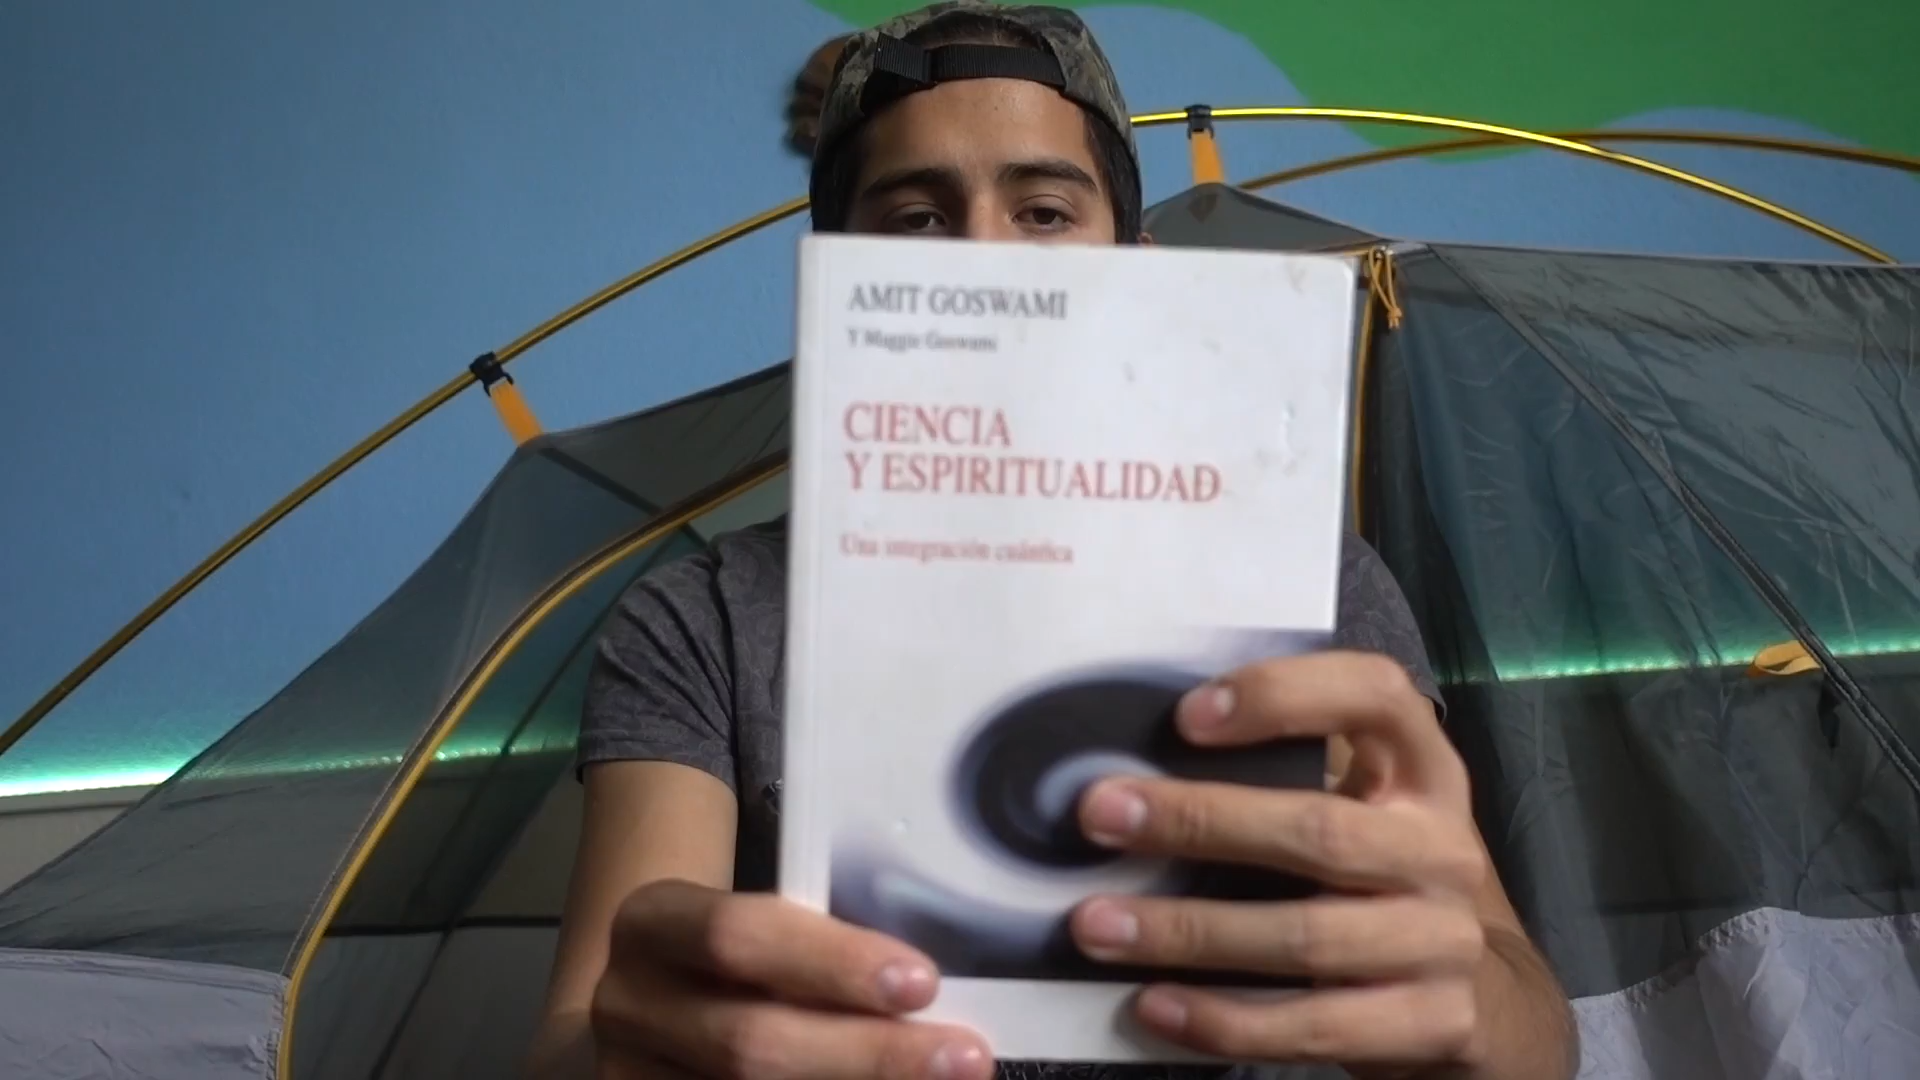 AMIT GOSWAMI
Y Maggie Goswami
CIENCIA
Y ESPIRITUALIDAD
Una integración cuántica